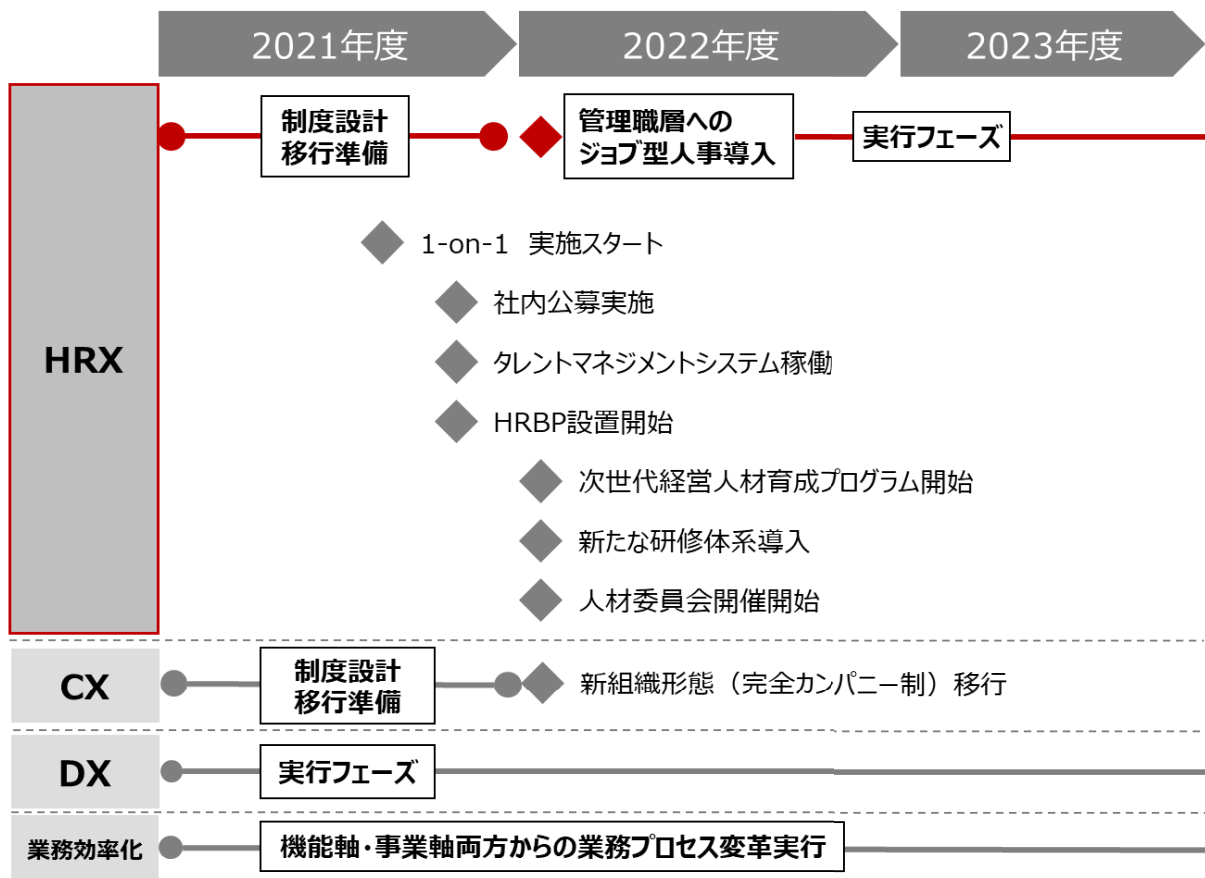 2021年度
2022年度
2023年度
HRX
制度設計
移行準備
管理職層への
ジョブ型人事導入
実行フェーズ
1-on-1　実施スタート
社内公募実施
タレントマネジメントシステム稼働
HRBP設置開始
次世代経営人材育成プログラム開始
新たな研修体系導入
人材委員会開催開始
CX
制度設計
移行準備
新組織形態（完全カンパニー制）移行
DX
実行フェーズ
業務効率化
機能軸・事業軸両方からの業務プロセス変革実行